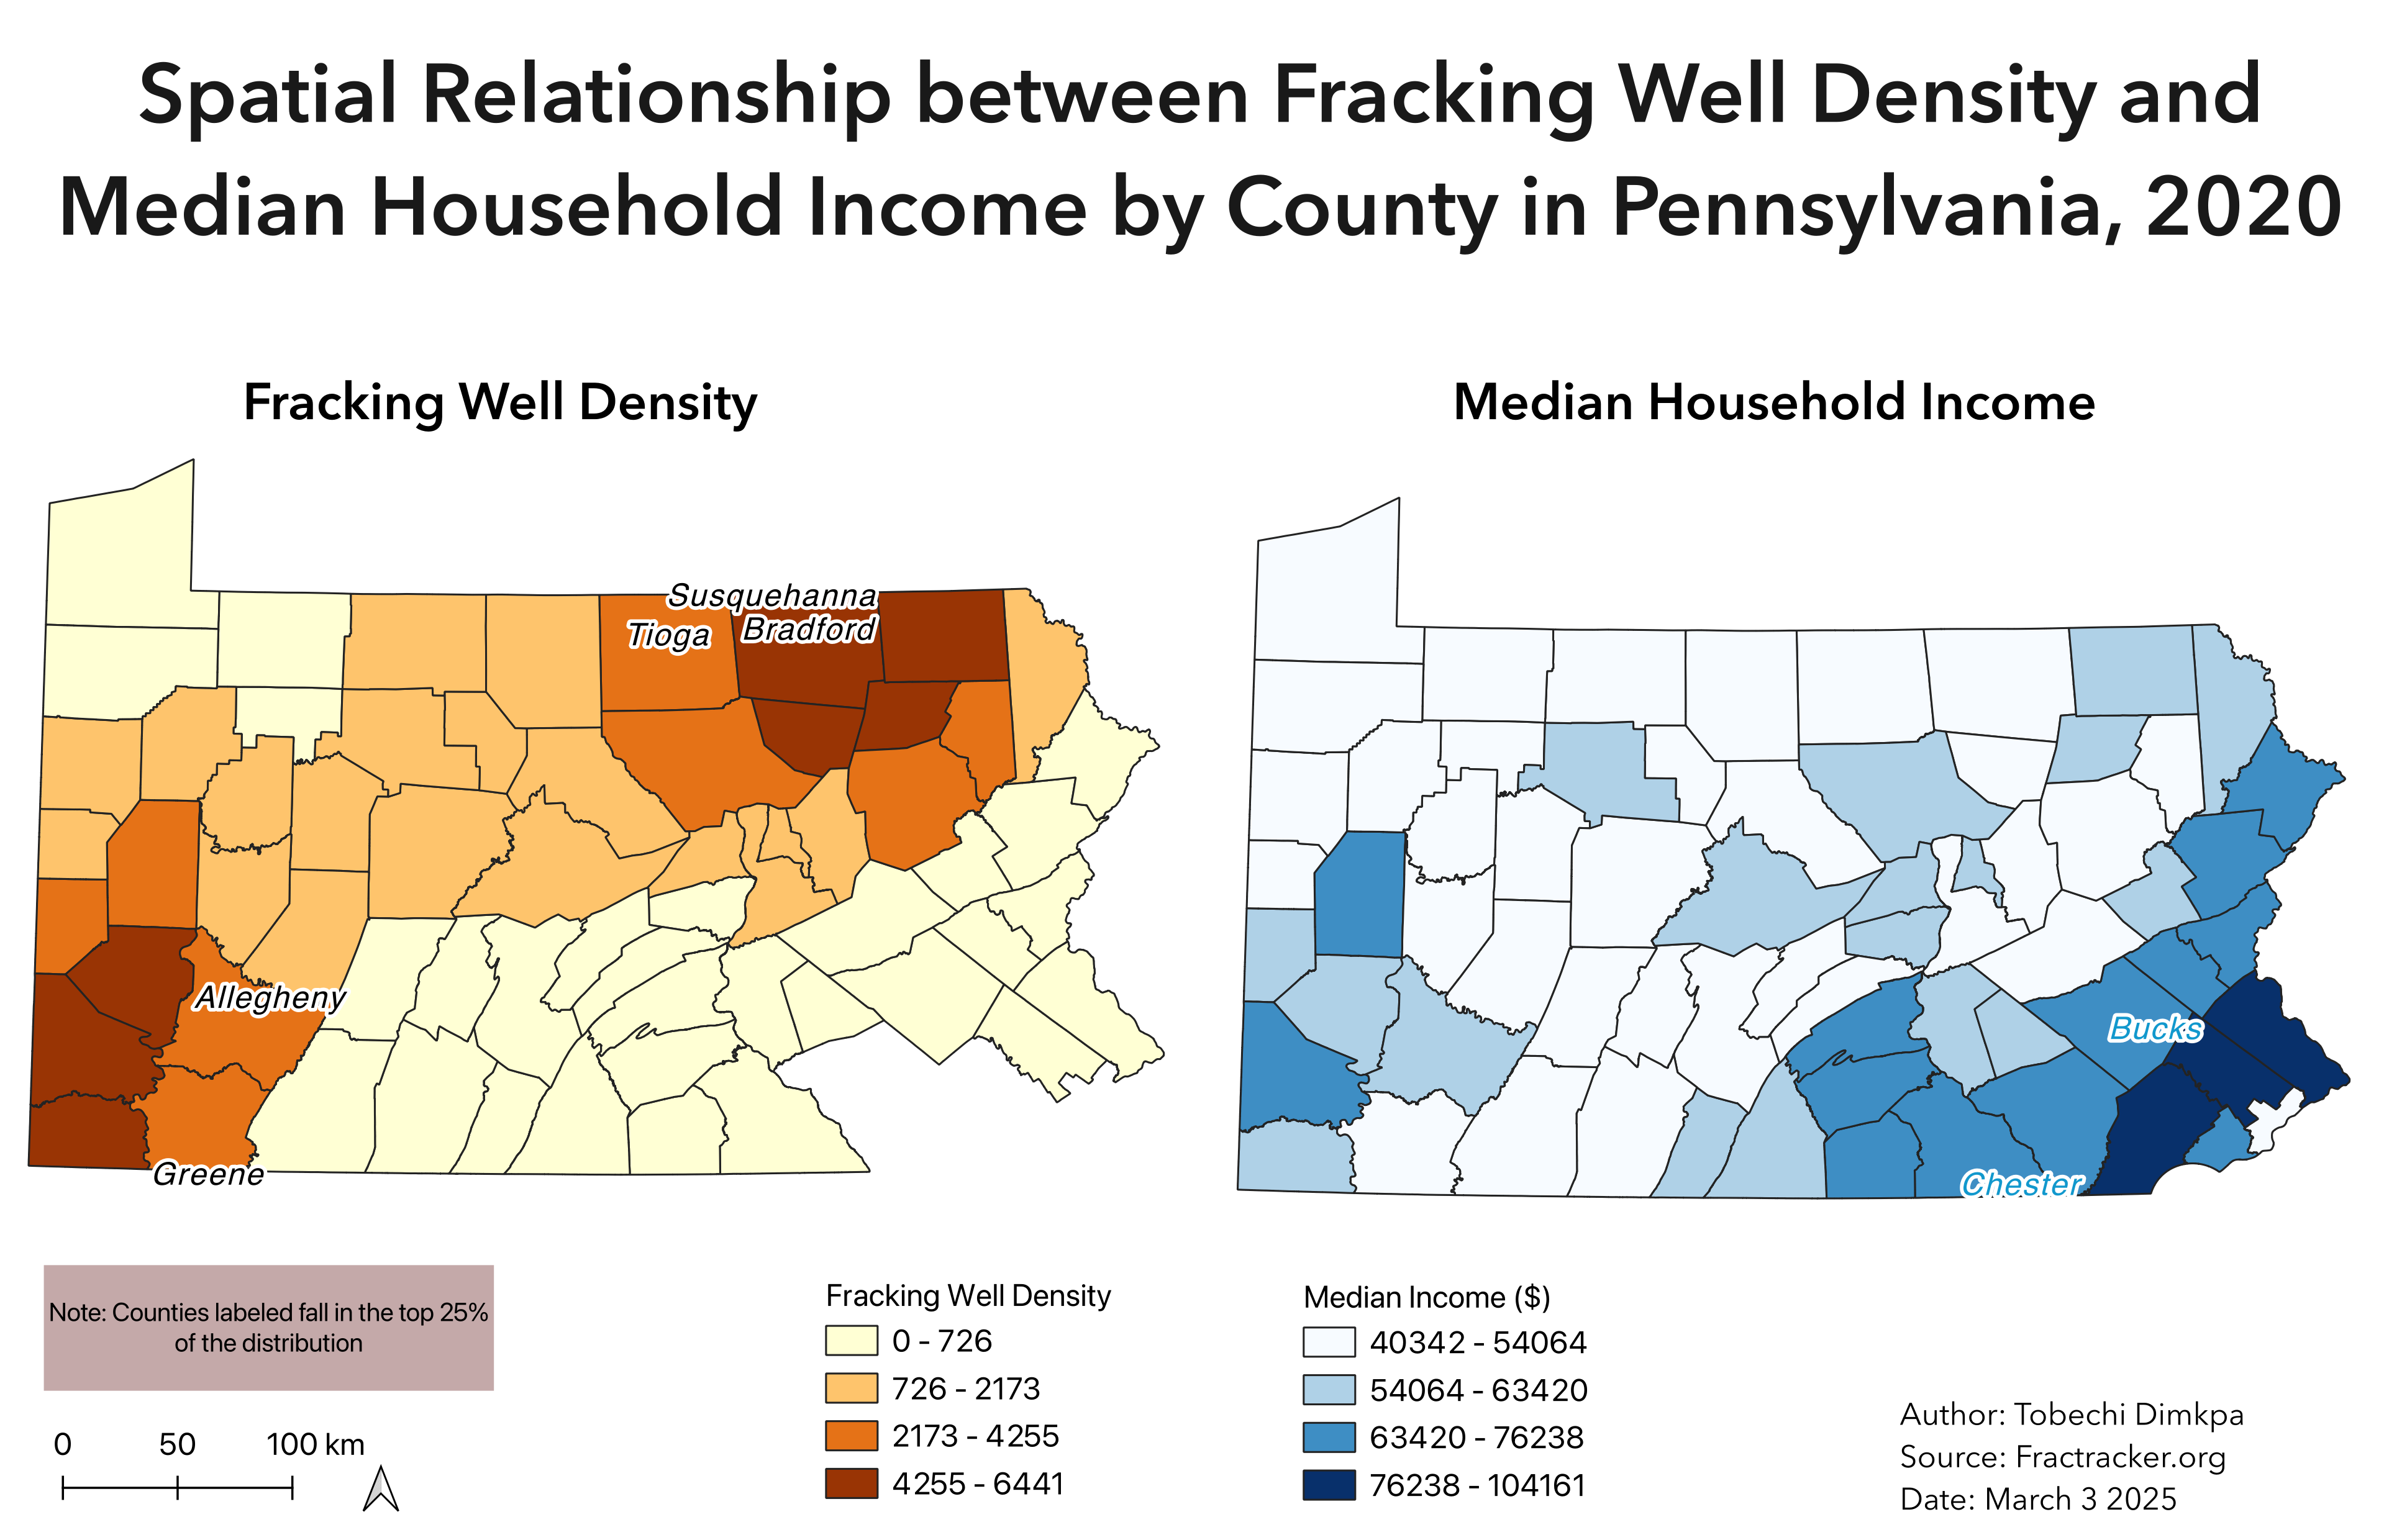 Spatial Relationship between Fracking Well Density and
Median Household Income by County in Pennsylvania, 2020
Fracking Well Density
Median Household Income
Susquehanna
Tioga
Bradford
Allegheny
Greene
Bucks
Chester
Note: Counties labeled fall in the top 25%
of the distribution
0 50 100 km
Fracking Well Density
0 - 726
726 - 2173
2173 - 4255
4255 - 6441
Median Income ($)
40342 - 54064
54064 - 63420
63420 - 76238
76238 - 104161
Author: Tobechi Dimkpa
Source: Fractracker.org
Date: March 3 2025